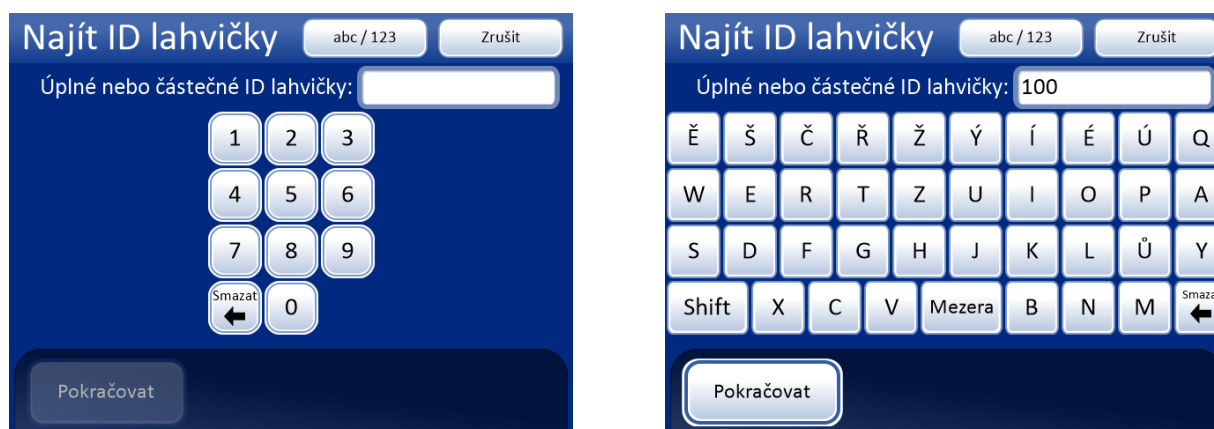 Najít ID lahvičky abc / 123 Zrušit
Úplné nebo částečné ID lahvičky:
1 2 3
4 5 6
7 8 9
Smazat 0
Pokračovat
Najít ID lahvičky abc / 123 Zrušit
Úplné nebo částečné ID lahvičky: 100
Ě Š Č Ř Ž Ý Í É Ú Q
W E R T Z U I O P A
S D F G H J K L Ů Y
Shift X C V Mezera B N M Smaza
Pokračovat